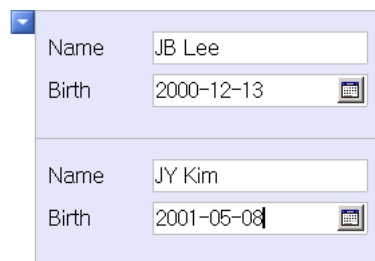 Name JB Lee
Birth 2000-12-13
Name JY Kim
Birth 2001-05-08